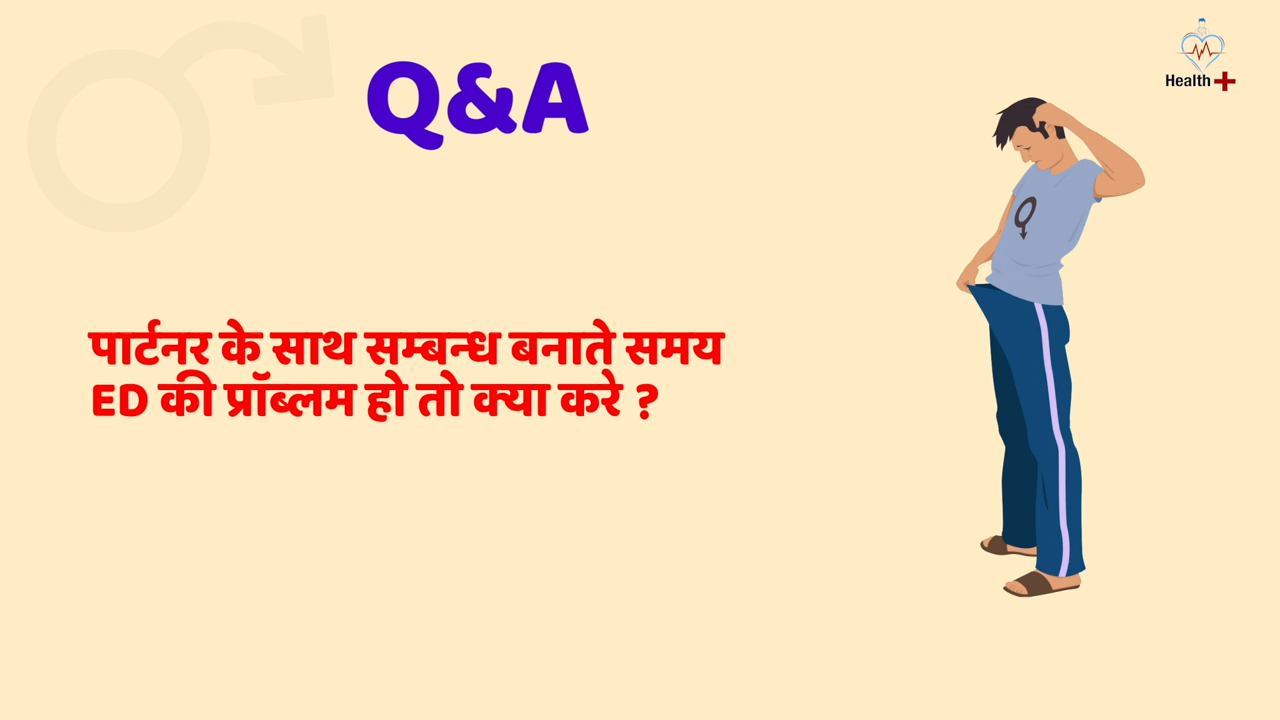 Q&A
Health+
पार्टनर के साथ सम्बन्ध बनाते समय
ED की प्रॉब्लम हो तो क्या करे ?